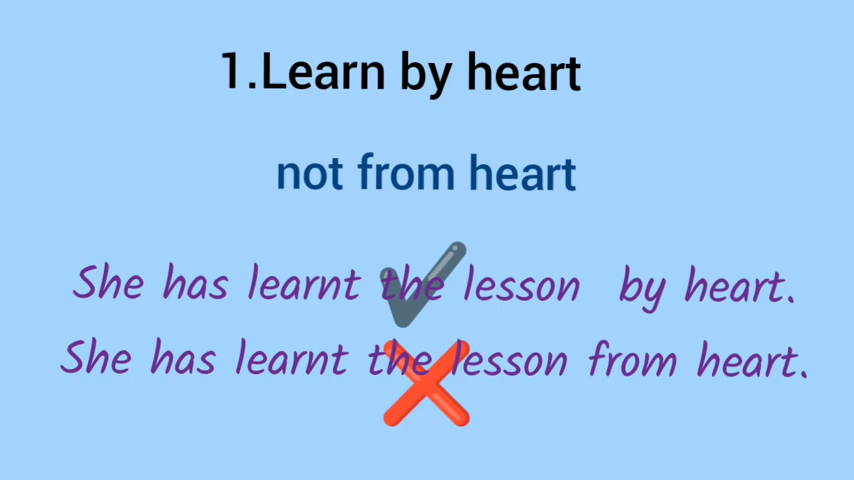 1.Learn by heart
not from heart
She has learnt the lesson by heart.
She has learnt the lesson from heart.